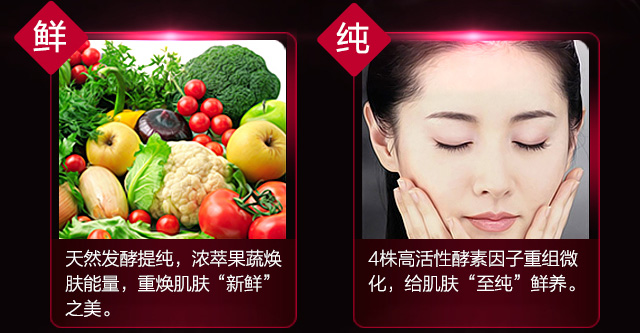 鲜
天然发酵提纯，浓萃果蔬焕
肤能量，重焕肌肤“新鲜”
之美。
纯
4株高活性酵素因子重组微
化，给肌肤“至纯”鲜养。